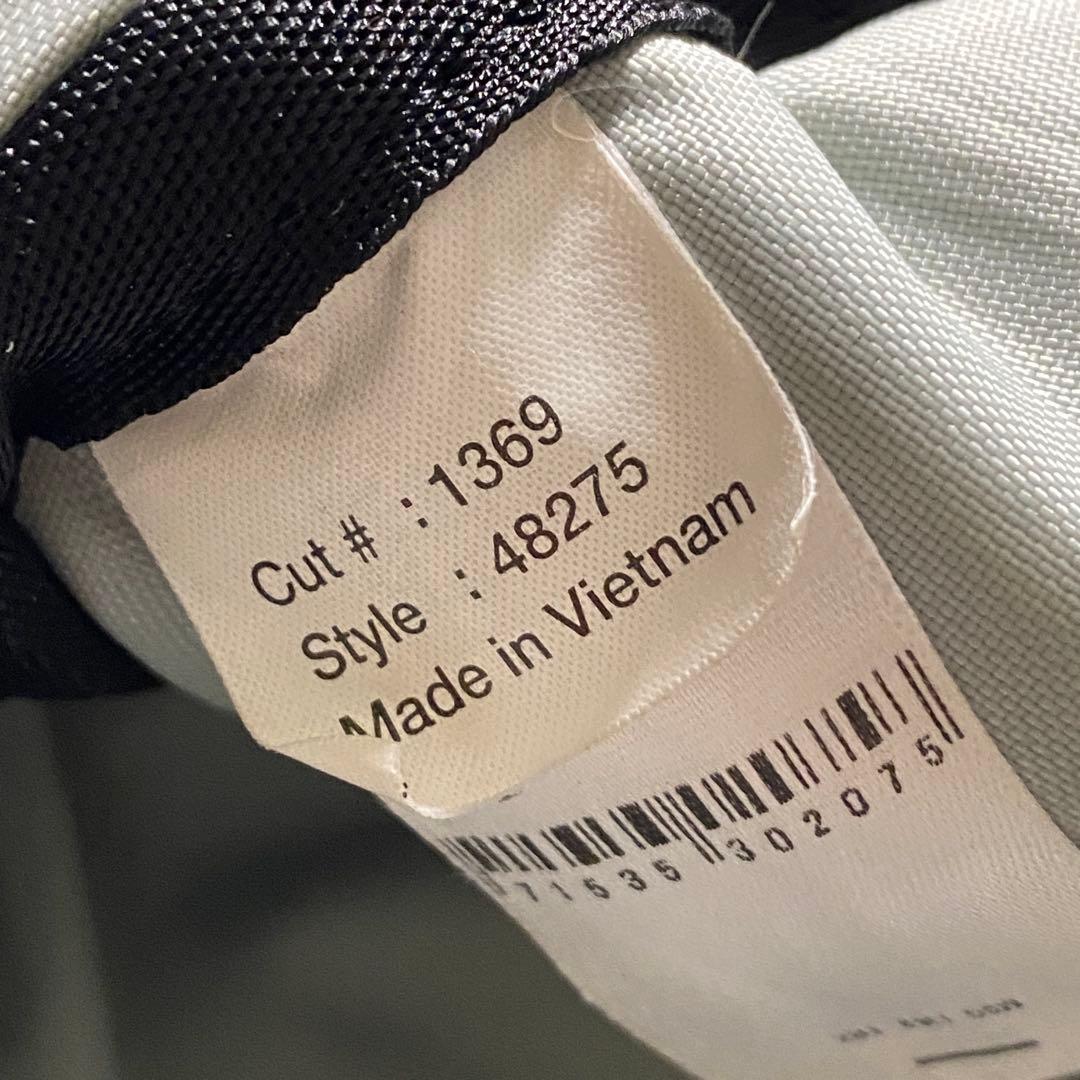 Cut # : 1369
Style : 48275
Made in Vietnam
71535 302075